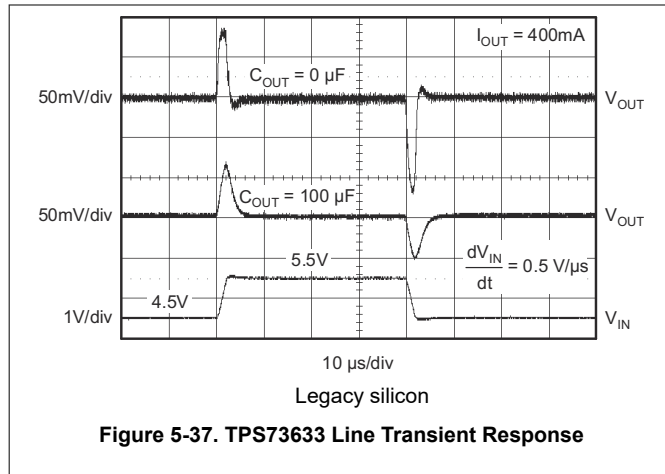 I_OUT = 400mA
C_OUT = 0 µF
50mV/div
V_OUT
C_OUT = 100 µF
50mV/div
V_OUT
5.5V
dV_IN/dt = 0.5 V/µs
4.5V
1V/div
V_IN
10 µs/div
Legacy silicon
Figure 5-37. TPS73633 Line Transient Response